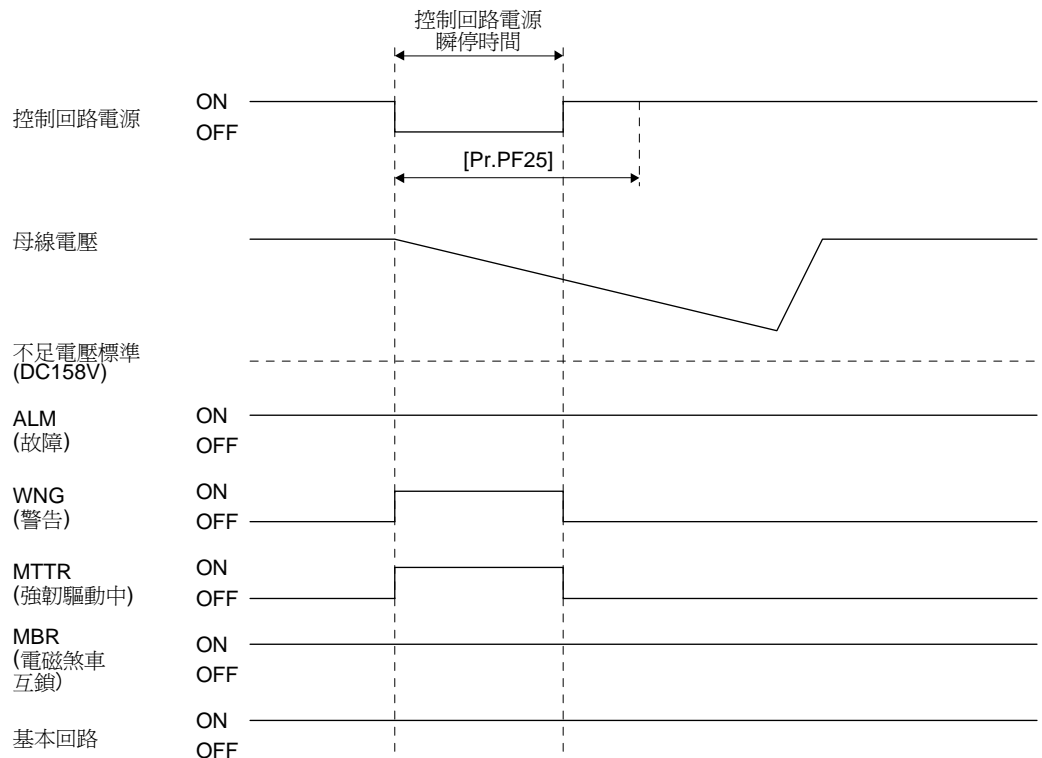 控制回路電源
瞬停時間
控制回路電源
ON
OFF
[Pr.PF25]
母線電壓
不足電壓標準
(DC158V)
ALM
(故障)
ON
OFF
WNG
(警告)
ON
OFF
MTTR
(強韌驅動中)
ON
OFF
MBR
(電磁煞車
互鎖)
ON
OFF
基本回路
ON
OFF